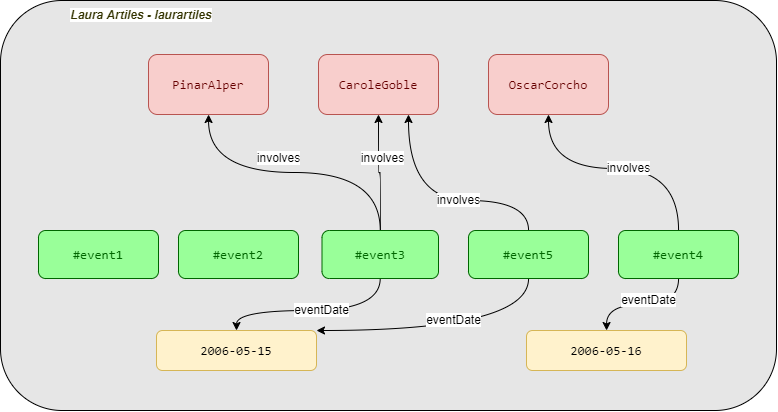 Laura Artiles - laurartiles
PinarAlper
CaroleGoble
OscarCorcho
involves
involves
involves
involves
#event1
#event2
#event3
#event5
#event4
eventDate
eventDate
eventDate
2006-05-15
2006-05-16